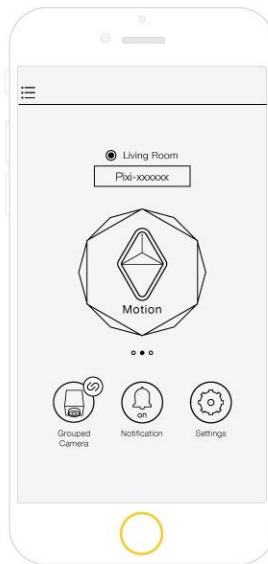 Living Room
Pixi-xxxxxx
Motion
on
Grouped
Camera
Notification
Settings